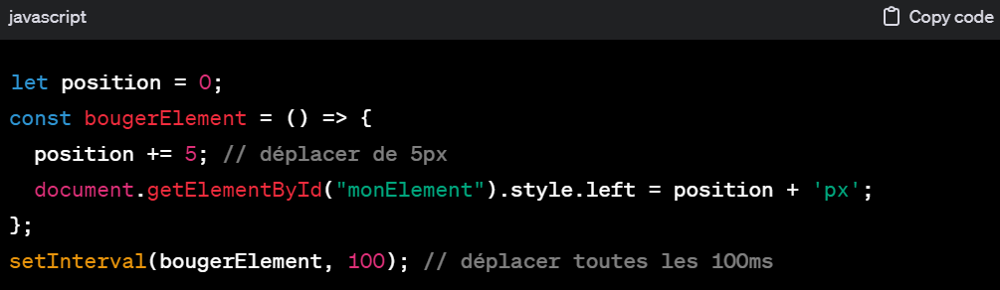 javascript
Copy code
let position = 0;
const bougerElement = () => {
  position += 5; // déplacer de 5px
  document.getElementById("monElement").style.left = position + 'px';
};
setInterval(bougerElement, 100); // déplacer toutes les 100ms